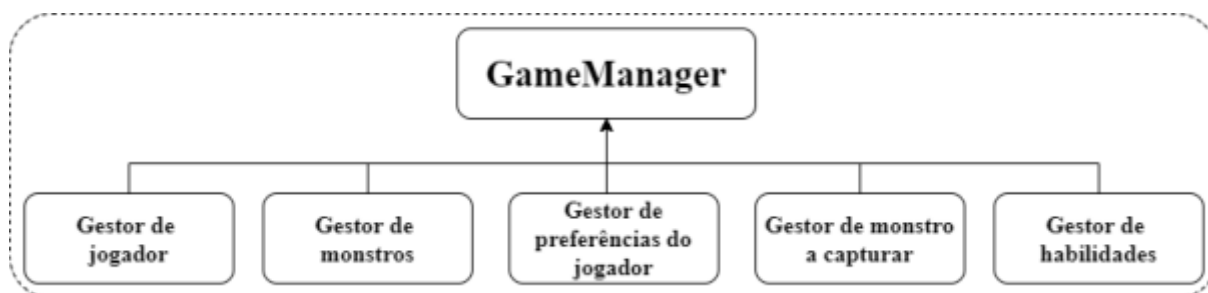 GameManager
Gestor de
jogador
Gestor de
monstros
Gestor de
preferências do
jogador
Gestor de monstro
a capturar
Gestor de
habilidades